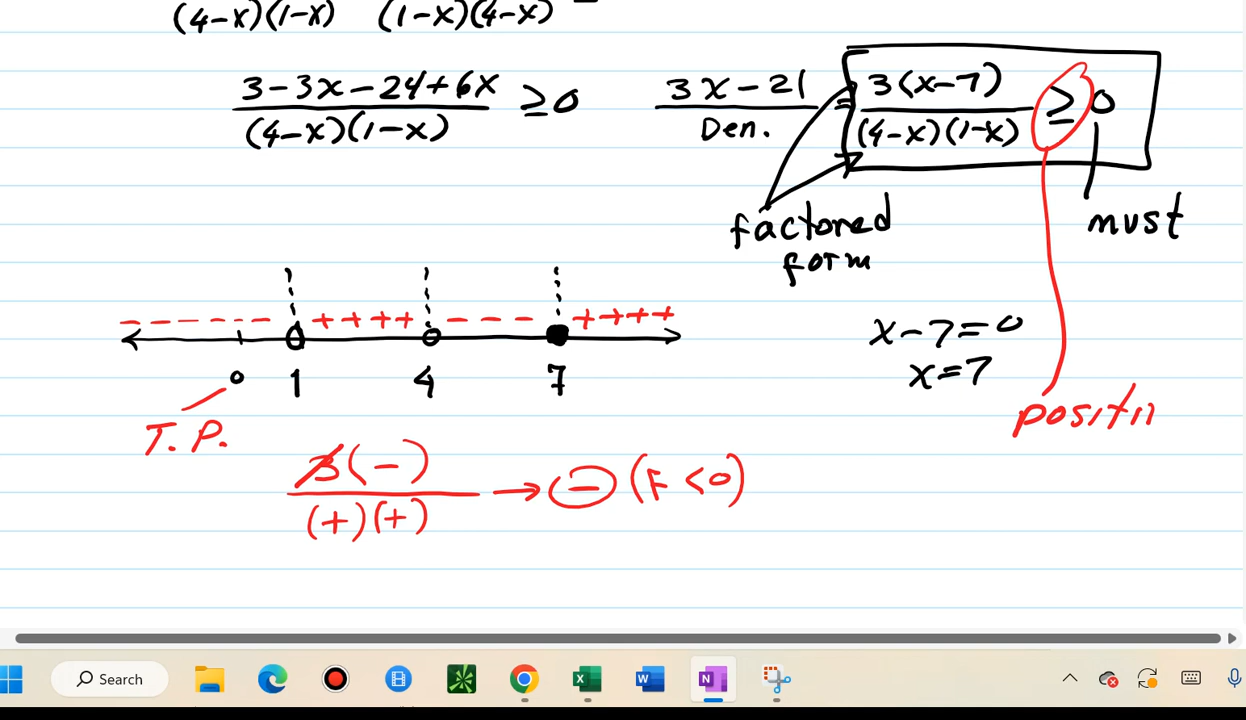 (4-x)(1-x) (1-x)(4-x)
3-3x-24+6x / (4-x)(1-x) ≥0
3x-21 / Den. = 3(x-7) / (4-x)(1-x) ≥ 0
factored form
must
- - - - - - + + + + - - - - + + + +
0 1 4 7
x-7=0
x=7
T. P.
positi
3(-) / (+)(+) → - (F <0)
Search